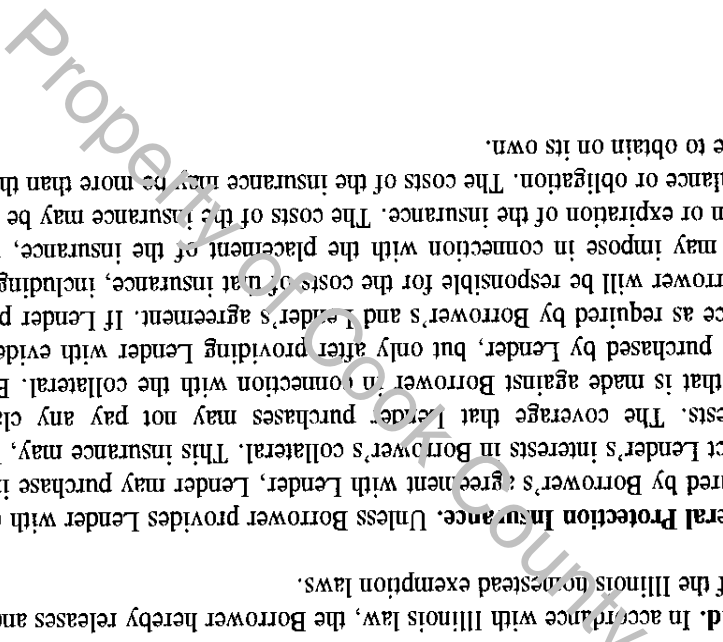 d. In accordance with Illinois law, the Borrower hereby releases and
f the Illinois homestead exemption laws.
eral Protection Insurance. Unless Borrower provides Lender with
ired by Borrower's agreement with Lender, Lender may purchase i
ct Lender's interests in Borrower's collateral. This insurance may,
ests. The coverage that Lender purchases may not pay any cla
that is made against Borrower in connection with the collateral. B
purchased by Lender, but only after providing Lender with evide
ce as required by Borrower's and Lender's agreement. If Lender p
rrower will be responsible for the costs of that insurance, including
may impose in connection with the placement of the insurance,
n or expiration of the insurance. The costs of the insurance may be
alance or obligation. The costs of the insurance may be more than th
e to obtain on its own.
Property of Cook County